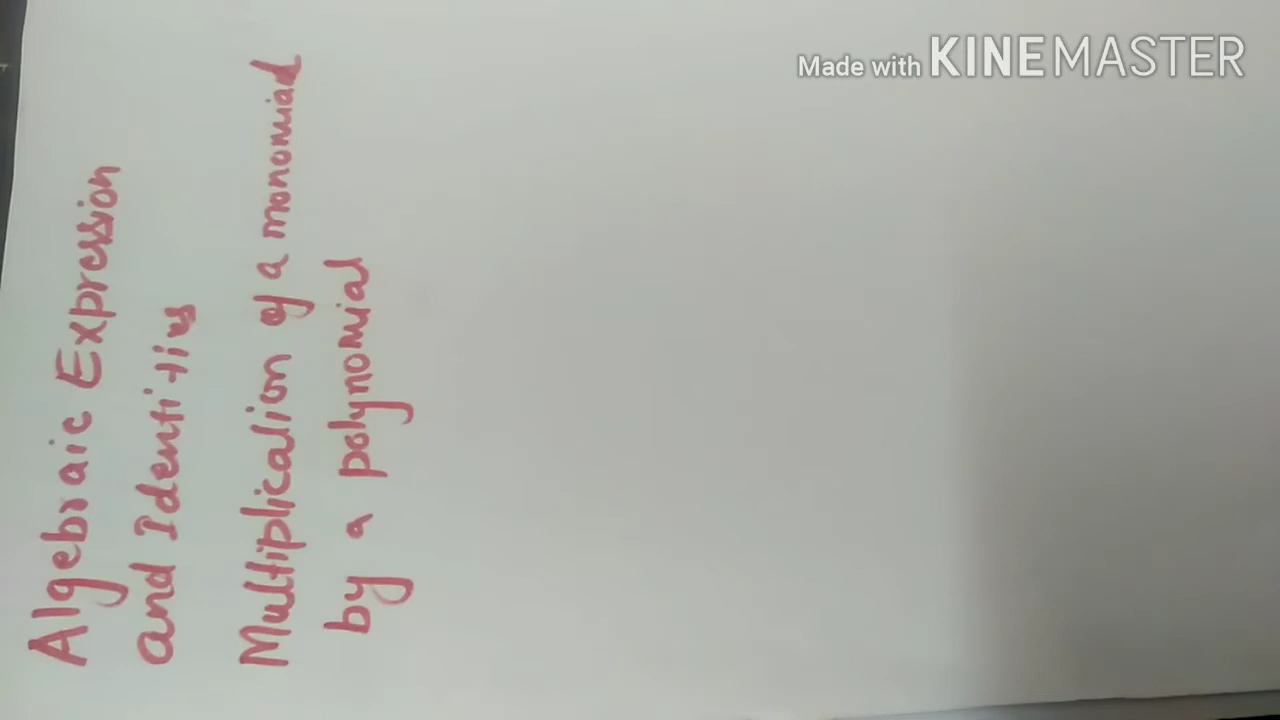 Made with KINEMASTER
Algebraic Expression
and Identities
Multiplication of a monomial
by a polynomial